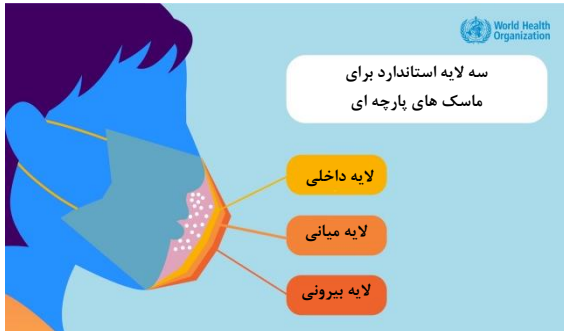 World Health
Organization
سه لایه استاندارد برای
ماسک های پارچه ای
لایه داخلی
لایه میانی
لایه بیرونی